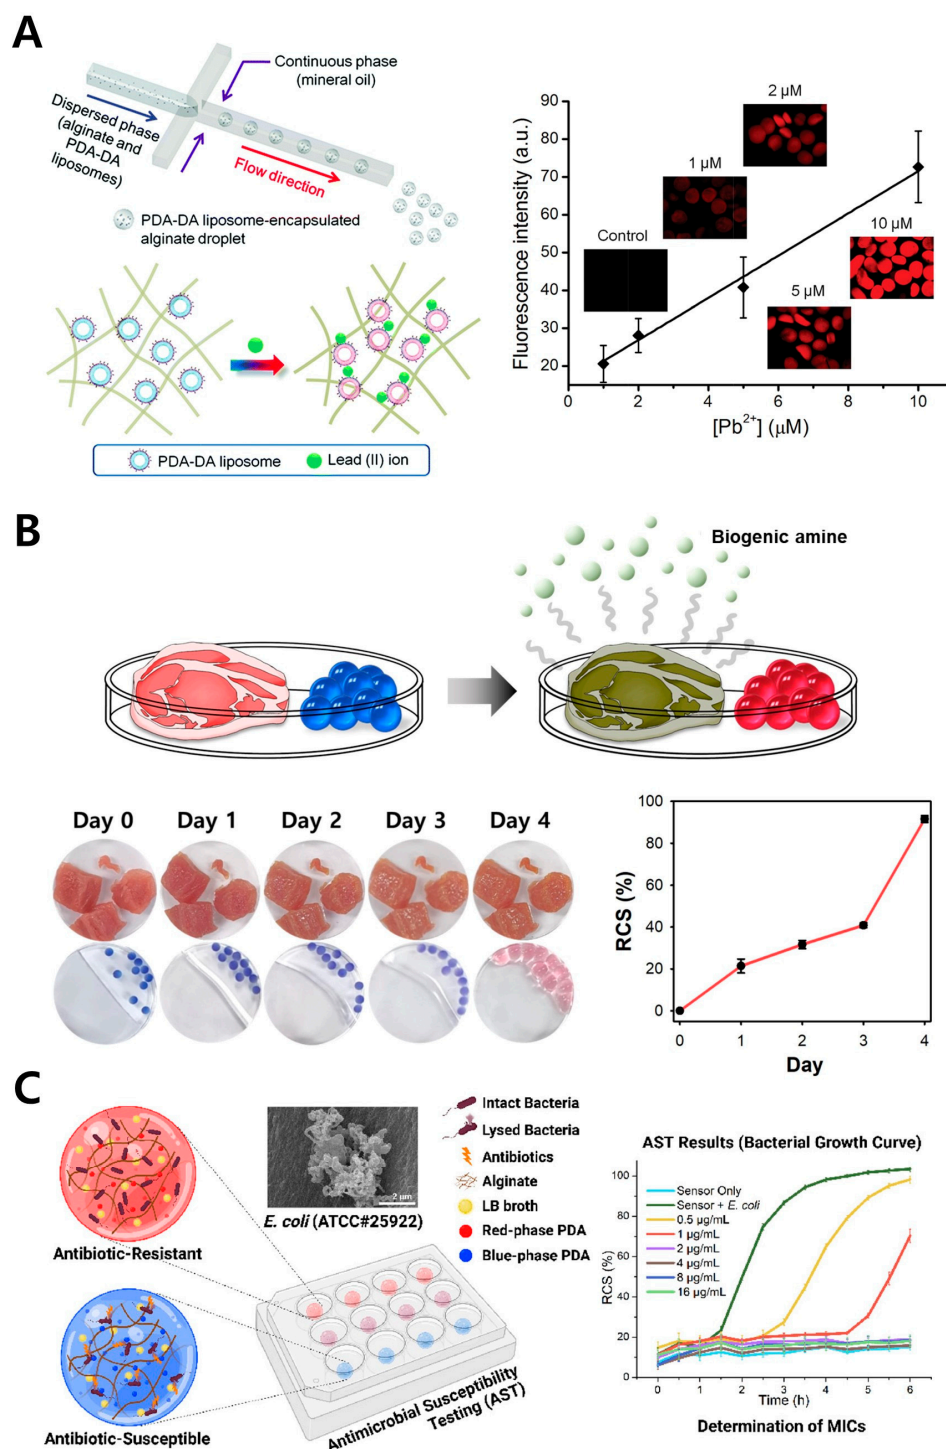 A
Continuous phase
(mineral oil)
Dispersed phase
(alginate and
PDA-DA
liposomes)
Flow direction
PDA-DA liposome-encapsulated
alginate droplet
PDA-DA liposome
Lead (II) ion
Fluorescence intensity (a.u.)
90
80
70
60
50
40
30
20
0
2
4
6
8
10
[Pb²⁺] (μM)
Control
1 μM
2 μM
5 μM
10 μM
B
Biogenic amine
Day 0
Day 1
Day 2
Day 3
Day 4
RCS (%)
100
80
60
40
20
0
0
1
2
3
4
Day
C
Antibiotic-Resistant
Antibiotic-Susceptible
2 μm
E. coli (ATCC#25922)
Intact Bacteria
Lysed Bacteria
Antibiotics
Alginate
LB broth
Red-phase PDA
Blue-phase PDA
Antimicrobial Susceptibility
Testing (AST)
AST Results (Bacterial Growth Curve)
RCS (%)
100
80
60
40
20
0
Sensor Only
Sensor + E. coli
0.5 μg/mL
1 μg/mL
2 μg/mL
4 μg/mL
8 μg/mL
16 μg/mL
0
1
2
3
4
5
6
Time (h)
Determination of MICs